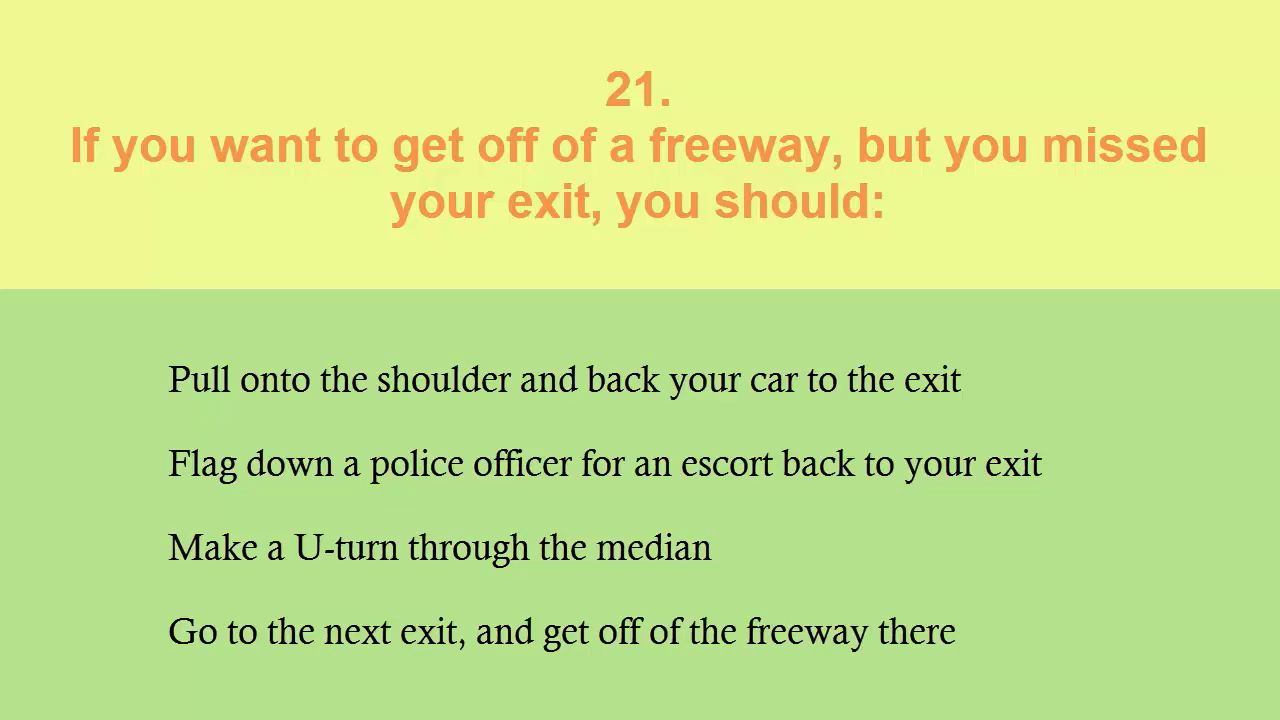 21.
If you want to get off of a freeway, but you missed
your exit, you should:
Pull onto the shoulder and back your car to the exit
Flag down a police officer for an escort back to your exit
Make a U-turn through the median
Go to the next exit, and get off of the freeway there